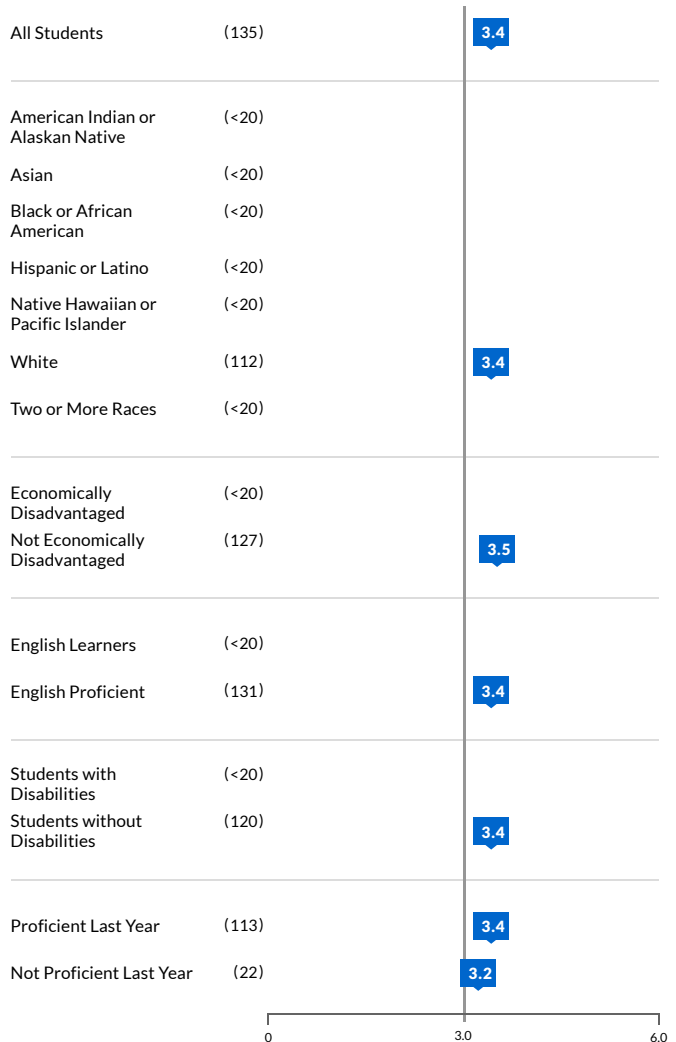 All Students (135) 3.4
American Indian or (<20)
Alaskan Native
Asian (<20)
Black or African (<20)
American
Hispanic or Latino (<20)
Native Hawaiian or (<20)
Pacific Islander
White (112) 3.4
Two or More Races (<20)
Economically (<20)
Disadvantaged
Not Economically (127) 3.5
Disadvantaged
English Learners (<20)
English Proficient (131) 3.4
Students with (<20)
Disabilities
Students without (120) 3.4
Disabilities
Proficient Last Year (113) 3.4
Not Proficient Last Year (22) 3.2
0 3.0 6.0